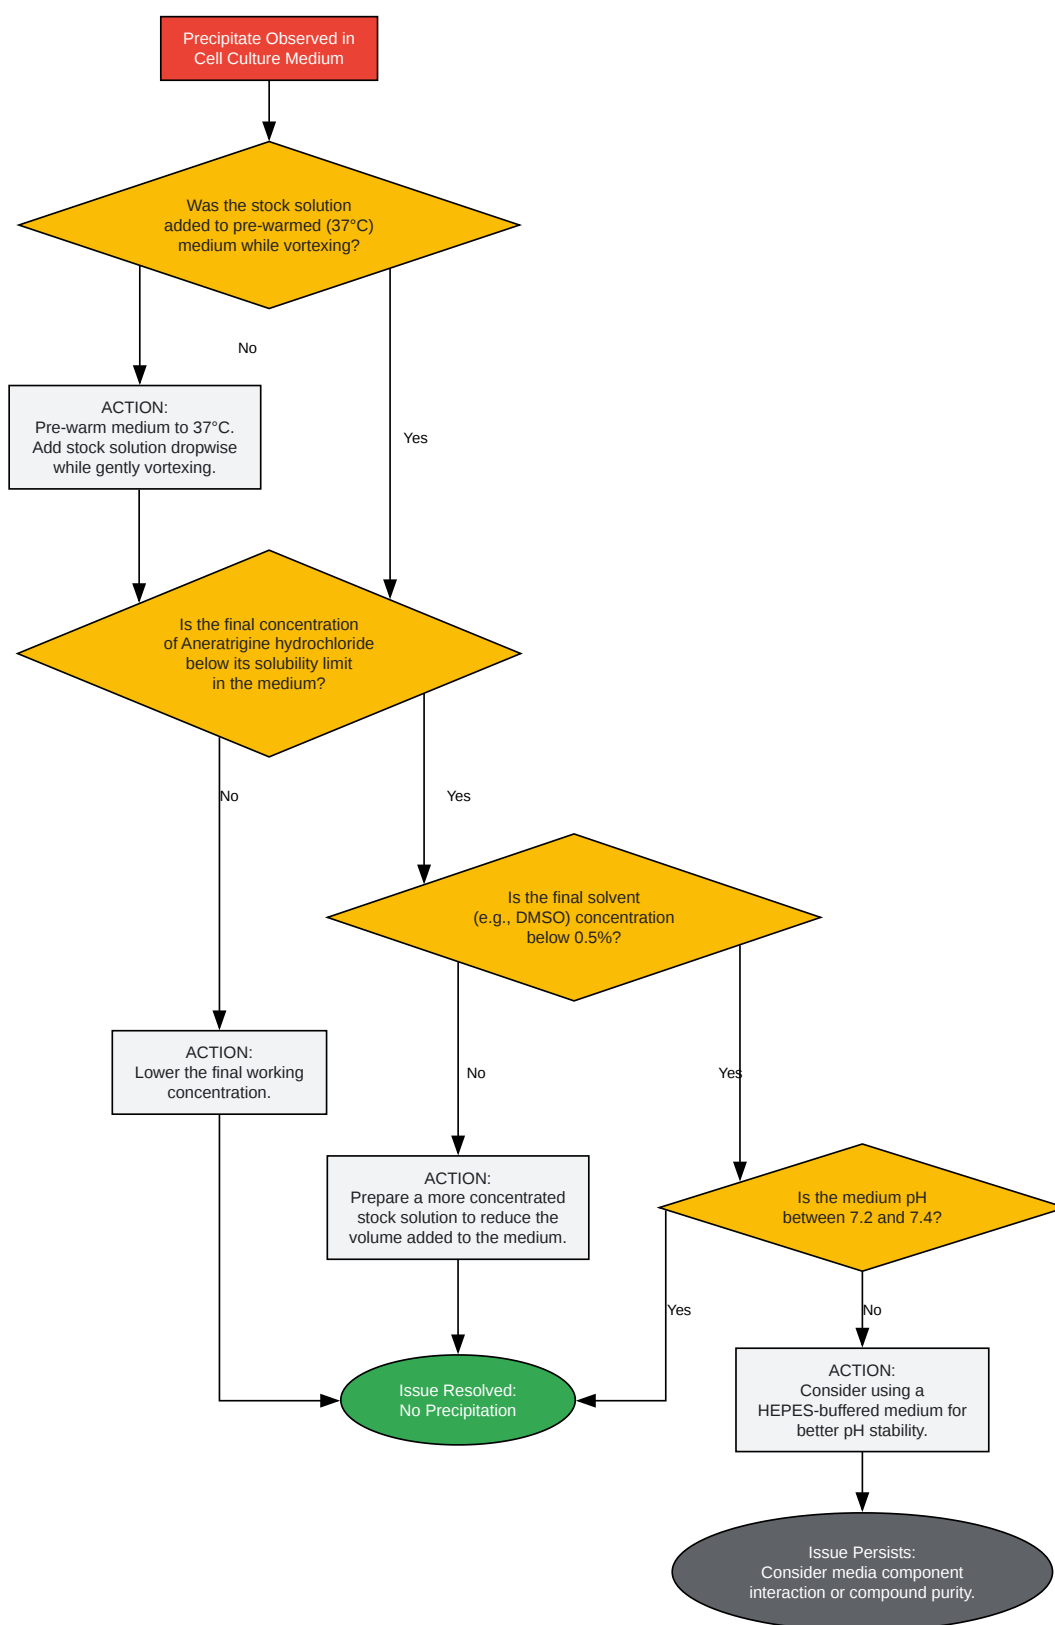 Precipitate Observed in
Cell Culture Medium
Was the stock solution
added to pre-warmed (37°C)
medium while vortexing?
No
ACTION:
Pre-warm medium to 37°C.
Add stock solution dropwise
while gently vortexing.
Yes
Is the final concentration
of Aneratrigine hydrochloride
below its solubility limit
in the medium?
No
Yes
Is the final solvent
(e.g., DMSO) concentration
below 0.5%?
ACTION:
Lower the final working
concentration.
No
Yes
ACTION:
Prepare a more concentrated
stock solution to reduce the
volume added to the medium.
Is the medium pH
between 7.2 and 7.4?
Yes
No
Issue Resolved:
No Precipitation
ACTION:
Consider using a
HEPES-buffered medium for
better pH stability.
Issue Persists:
Consider media component
interaction or compound purity.